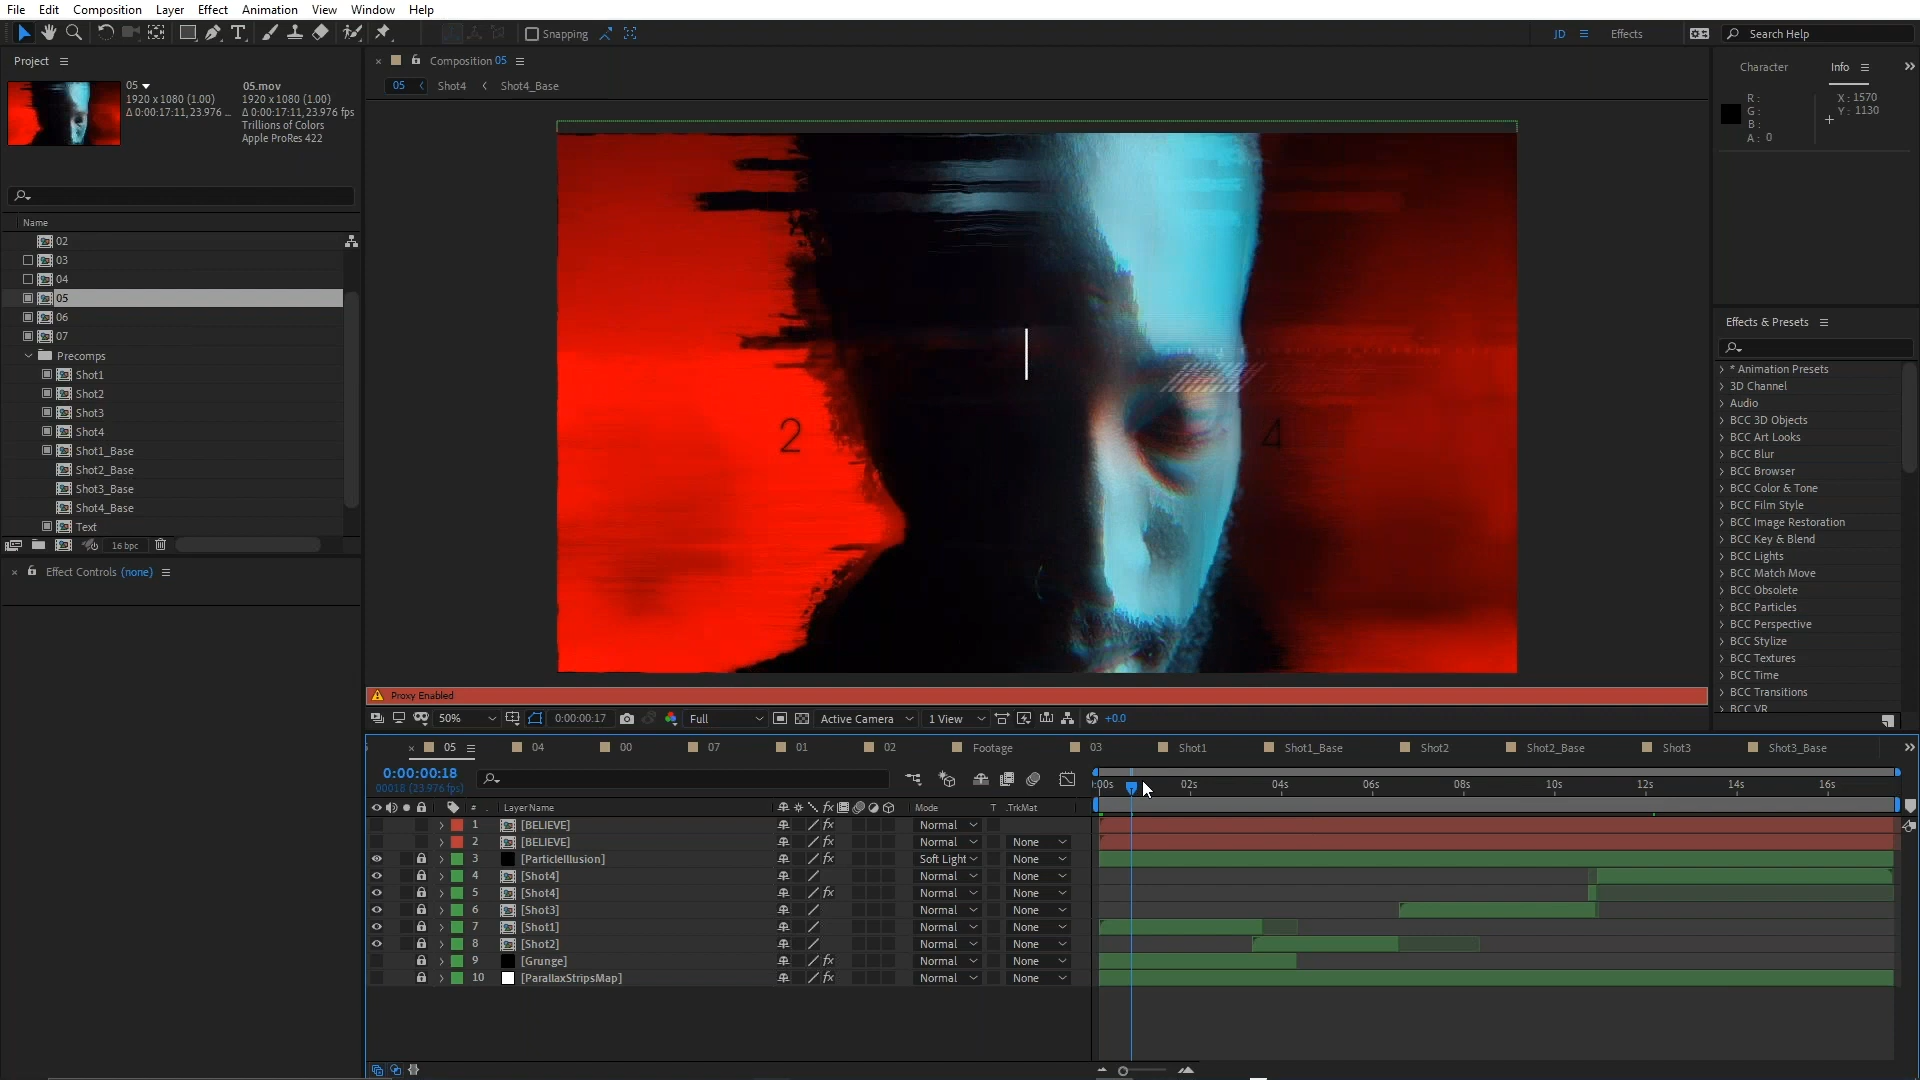 File Edit Composition Layer Effect Animation View Window Help
Snapping
JD
Effects
Search Help
Project
05
1920 x 1080 (1.00)
Δ 0:00:17:11, 23.976 ...
05.mov
1920 x 1080 (1.00)
Δ 0:00:17:11, 23.976 fps
Trillions of Colors
Apple ProRes 422
Name
02
03
04
05
06
07
Precomps
Shot1
Shot2
Shot3
Shot4
Shot1_Base
Shot2_Base
Shot3_Base
Shot4_Base
Text
16 bpc
Effect Controls (none)
Composition 05
05 Shot4 Shot4_Base
2
4
Proxy Enabled
50% 0:00:00:17 Full Active Camera 1 View +0.0
Character Info
R :
G :
B :
A : 0
X : 1570
Y : 1130
Effects & Presets
* Animation Presets
3D Channel
Audio
BCC 3D Objects
BCC Art Looks
BCC Blur
BCC Browser
BCC Color & Tone
BCC Film Style
BCC Image Restoration
BCC Key & Blend
BCC Lights
BCC Match Move
BCC Obsolete
BCC Particles
BCC Perspective
BCC Stylize
BCC Textures
BCC Time
BCC Transitions
BCC VR
05 04 00 07 01 02 Footage 03 Shot1 Shot1_Base Shot2 Shot2_Base Shot3 Shot3_Base
0:00:00:18
00018 (23.976 fps)
:00s 02s 04s 06s 08s 10s 12s 14s 16s
# Layer Name fx Mode T .TrkMat
1 [BELIEVE] fx Normal
2 [BELIEVE] fx Normal None
3 [ParticleIllusion] fx Soft Light None
4 [Shot4] Normal None
5 [Shot4] fx Normal None
6 [Shot3] Normal None
7 [Shot1] Normal None
8 [Shot2] Normal None
9 [Grunge] fx Normal None
10 [ParallaxStripsMap] fx Normal None